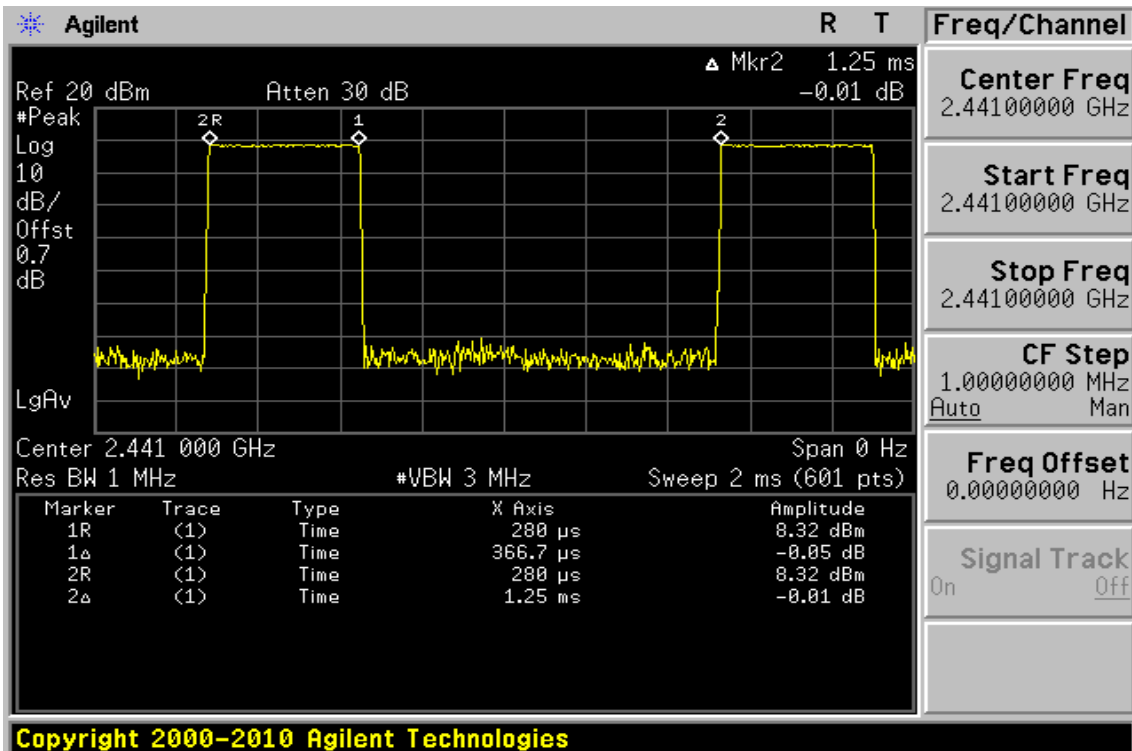 Agilent R T
Freq/Channel
Δ Mkr2 1.25 ms
Ref 20 dBm Atten 30 dB -0.01 dB
#Peak
Log
10
dB/
Offst
0.7
dB
LgAv
2R 1 2
Center 2.441 000 GHz Span 0 Hz
Res BW 1 MHz #VBW 3 MHz Sweep 2 ms (601 pts)
Marker Trace Type X Axis Amplitude
1R (1) Time 280 µs 8.32 dBm
1Δ (1) Time 366.7 µs -0.05 dB
2R (1) Time 280 µs 8.32 dBm
2Δ (1) Time 1.25 ms -0.01 dB
Center Freq
2.44100000 GHz
Start Freq
2.44100000 GHz
Stop Freq
2.44100000 GHz
CF Step
1.00000000 MHz
Auto Man
Freq Offset
0.00000000 Hz
Signal Track
On Off
Copyright 2000-2010 Agilent Technologies